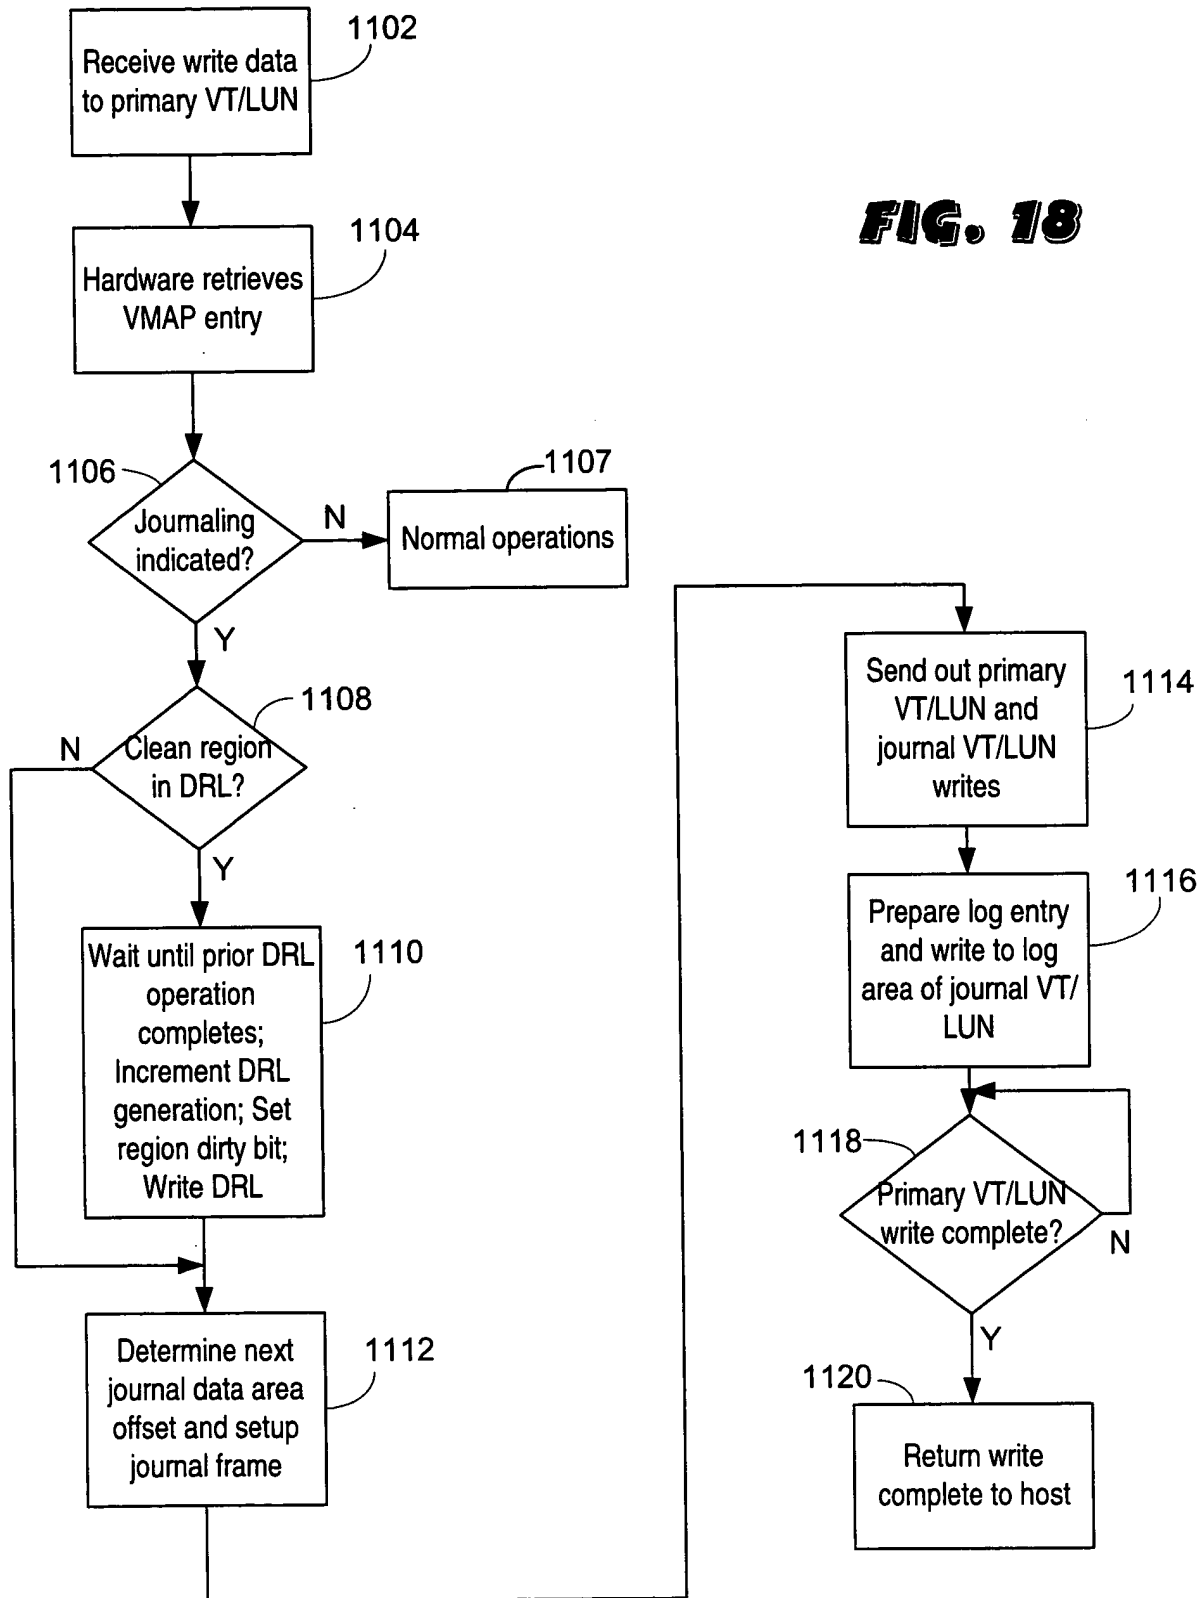 1102
Receive write data
to primary VT/LUN
1104
Hardware retrieves
VMAP entry
FIG. 18
1106
Journaling
indicated?
N
1107
Normal operations
Y
1108
Clean region
in DRL?
N
Y
1110
Wait until prior DRL
operation
completes;
Increment DRL
generation; Set
region dirty bit;
Write DRL
1112
Determine next
journal data area
offset and setup
journal frame
1114
Send out primary
VT/LUN and
journal VT/LUN
writes
1116
Prepare log entry
and write to log
area of journal VT/
LUN
1118
Primary VT/LUN
write complete?
N
Y
1120
Return write
complete to host